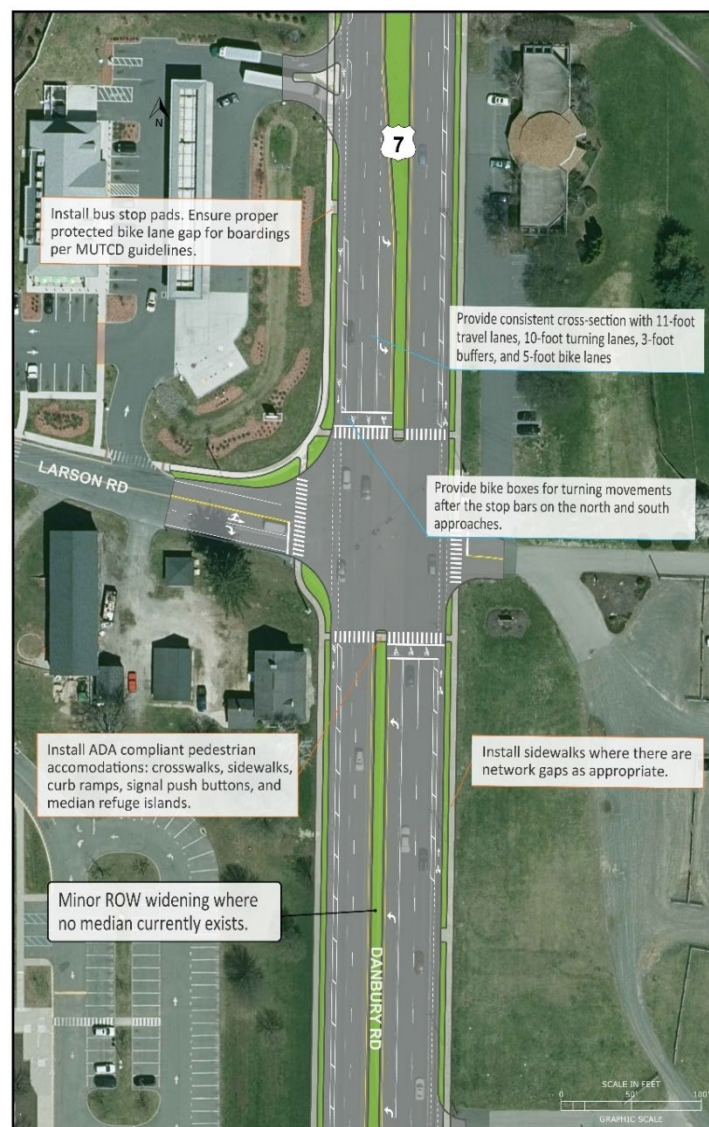 7
N
Install bus stop pads. Ensure proper
protected bike lane gap for boardings
per MUTCD guidelines.
Provide consistent cross-section with 11-foot
travel lanes, 10-foot turning lanes, 3-foot
buffers, and 5-foot bike lanes
LARSON RD
Provide bike boxes for turning movements
after the stop bars on the north and south
approaches.
Install ADA compliant pedestrian
accomodations: crosswalks, sidewalks,
curb ramps, signal push buttons, and
median refuge islands.
Install sidewalks where there are
network gaps as appropriate.
Minor ROW widening where
no median currently exists.
DANBURY RD
SCALE IN FEET
0 50' 100'
GRAPHIC SCALE